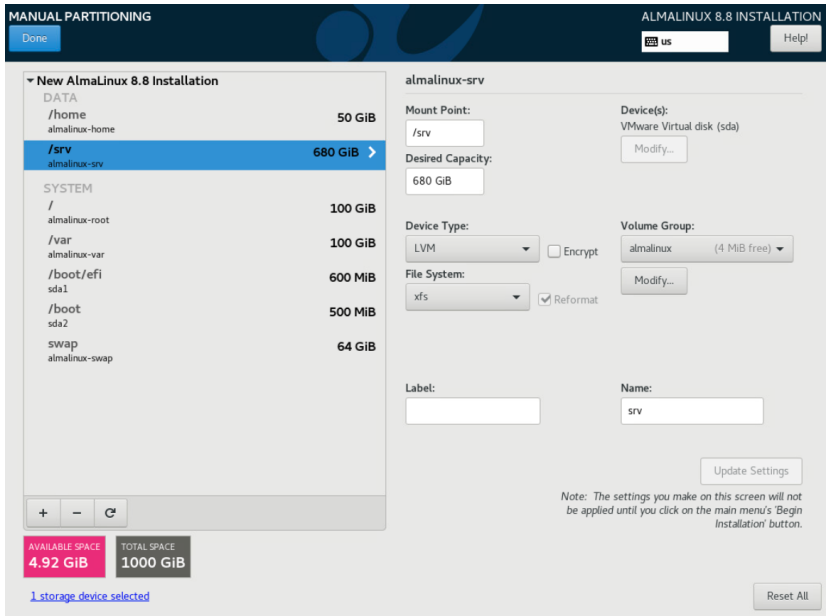 MANUAL PARTITIONING
ALMALINUX 8.8 INSTALLATION
Done
us
Help!
New AlmaLinux 8.8 Installation
DATA
/home
almalinux-home
50 GiB
/srv
almalinux-srv
680 GiB
SYSTEM
/
almalinux-root
100 GiB
/var
almalinux-var
100 GiB
/boot/efi
sda1
600 MiB
/boot
sda2
500 MiB
swap
almalinux-swap
64 GiB
+ −
AVAILABLE SPACE
4.92 GiB
TOTAL SPACE
1000 GiB
1 storage device selected
almalinux-srv
Mount Point:
/srv
Desired Capacity:
680 GiB
Device(s):
VMware Virtual disk (sda)
Modify...
Device Type:
LVM
Encrypt
File System:
xfs
Reformat
Volume Group:
almalinux (4 MiB free)
Modify...
Label:
Name:
srv
Update Settings
Note: The settings you make on this screen will not
be applied until you click on the main menu's 'Begin
Installation' button.
Reset All